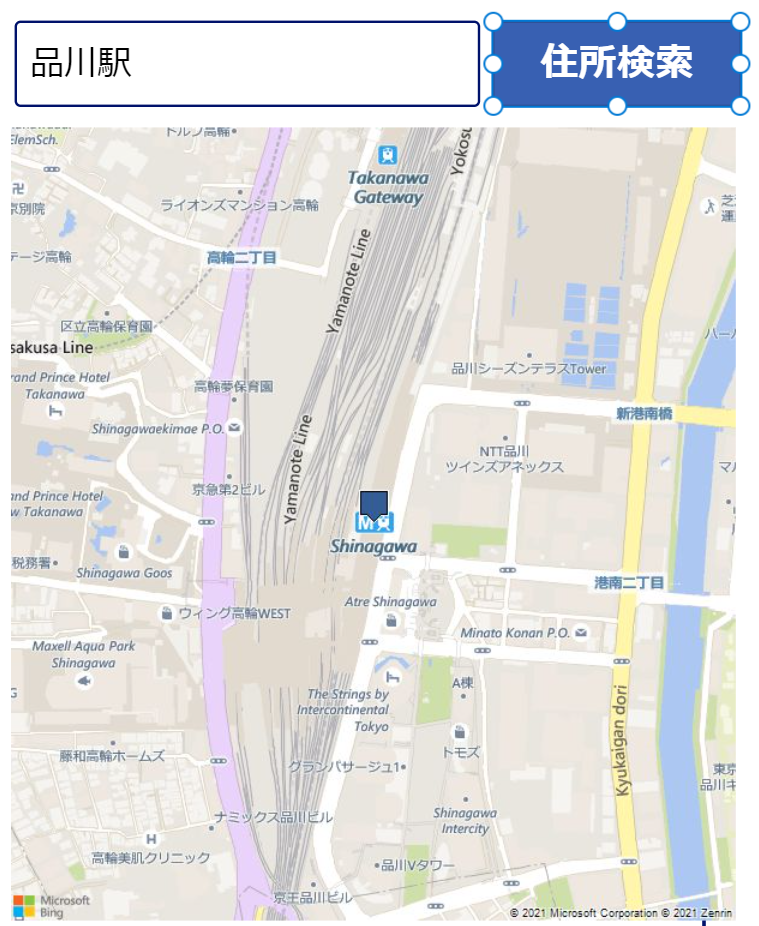 品川駅
住所検索
ElemSch.
トルノ高輪
Takanawa
Gateway
Yokosu
卍
京別院
ライオンズマンション高輪
Yamanote Line
テージ高輪
高輪二丁目
区立高輪保育園
sakusa Line
rand Prince Hotel
Takanawa
高輪夢保育園
品川シーズンテラスTower
新港南橋
Shinagawaekimae P.O.
Yamanote Line
NTT品川
ツインズアネックス
京急第2ビル
and Prince Hotel
w Takanawa
M
Shinagawa
税務署
Shinagawa Goos
港南二丁目
ウィング高輪WEST
Atre Shinagawa
Minato Konan P.O.
Maxell Aqua Park
Shinagawa
G
The Strings by
Intercontinental
Tokyo
A棟
Kyukaigan dori
藤和高輪ホームズ
トモズ
グランパサージュ1
東京
品川キ
ナミックス品川ビル
Shinagawa
Intercity
H
高輪美肌クリニック
品川Vタワー
京王品川ビル
Microsoft
Bing
© 2021 Microsoft Corporation © 2021 Zenrin